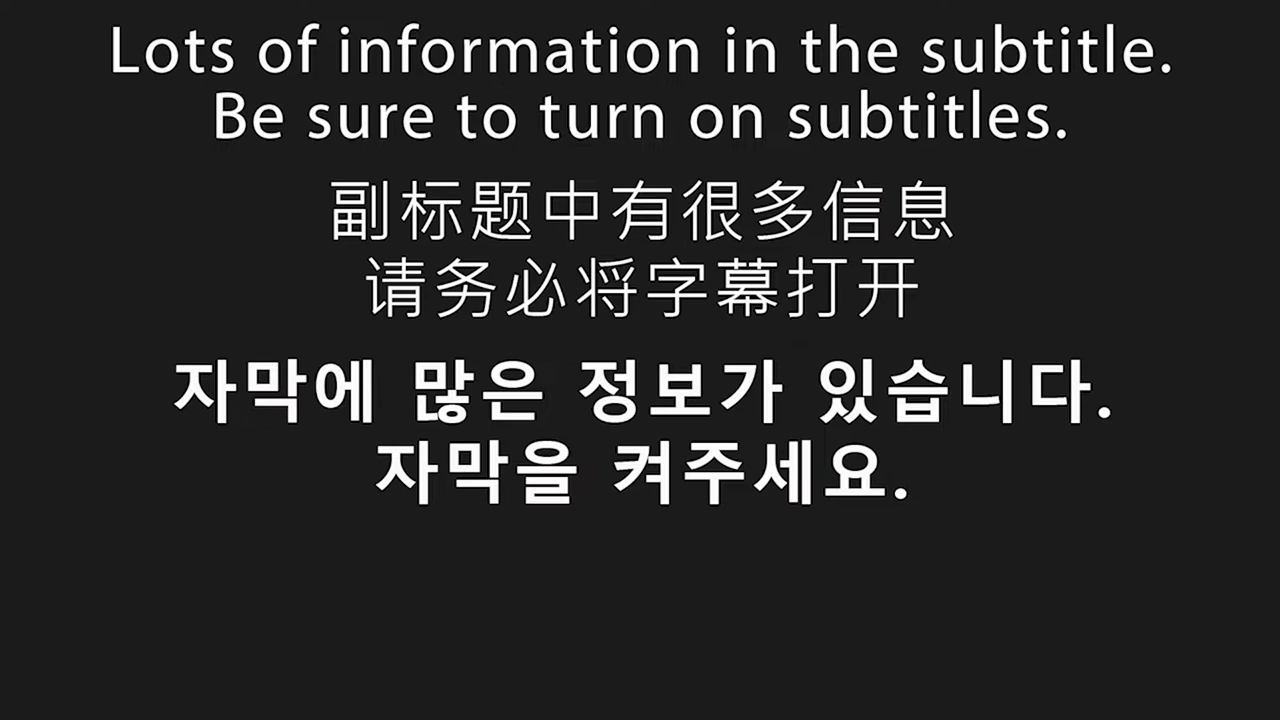 Lots of information in the subtitle.
Be sure to turn on subtitles.
副标题中有很多信息
请务必将字幕打开
자막에 많은 정보가 있습니다.
자막을 켜주세요.